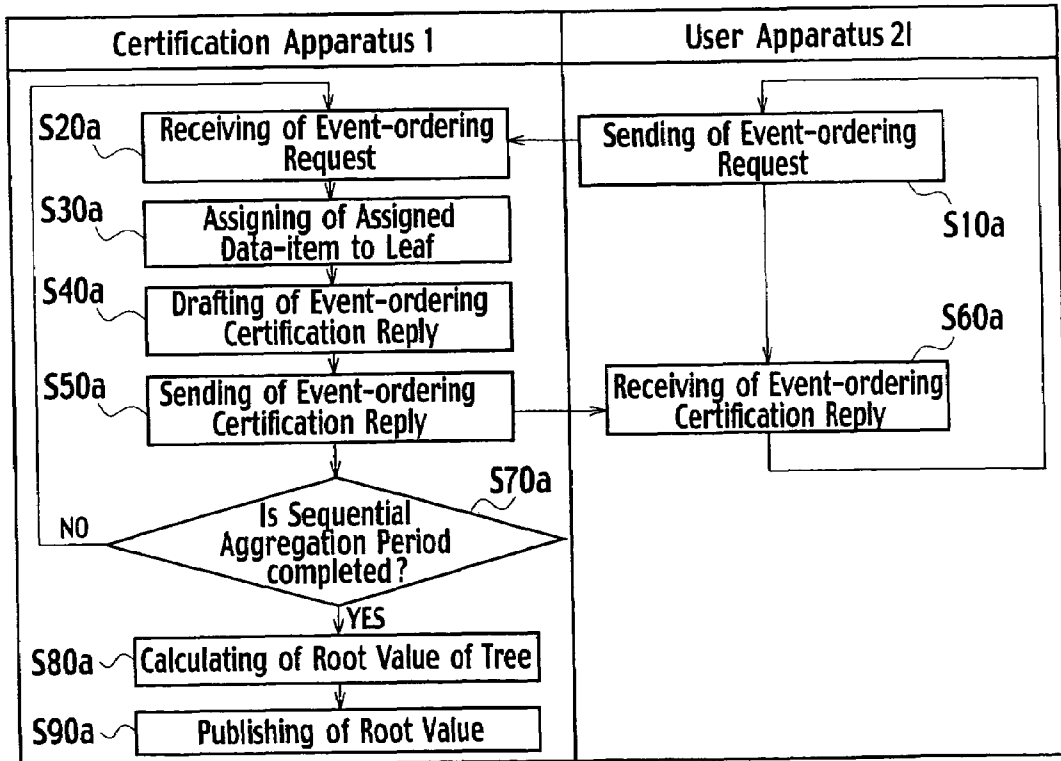 Certification Apparatus 1
User Apparatus 2I
S20a
Receiving of Event-ordering
Request
Sending of Event-ordering
Request
S10a
S30a
Assigning of Assigned
Data-item to Leaf
S40a
Drafting of Event-ordering
Certification Reply
S60a
S50a
Sending of Event-ordering
Certification Reply
Receiving of Event-ordering
Certification Reply
S70a
NO
Is Sequential
Aggregation Period
completed?
YES
S80a
Calculating of Root Value of Tree
S90a
Publishing of Root Value